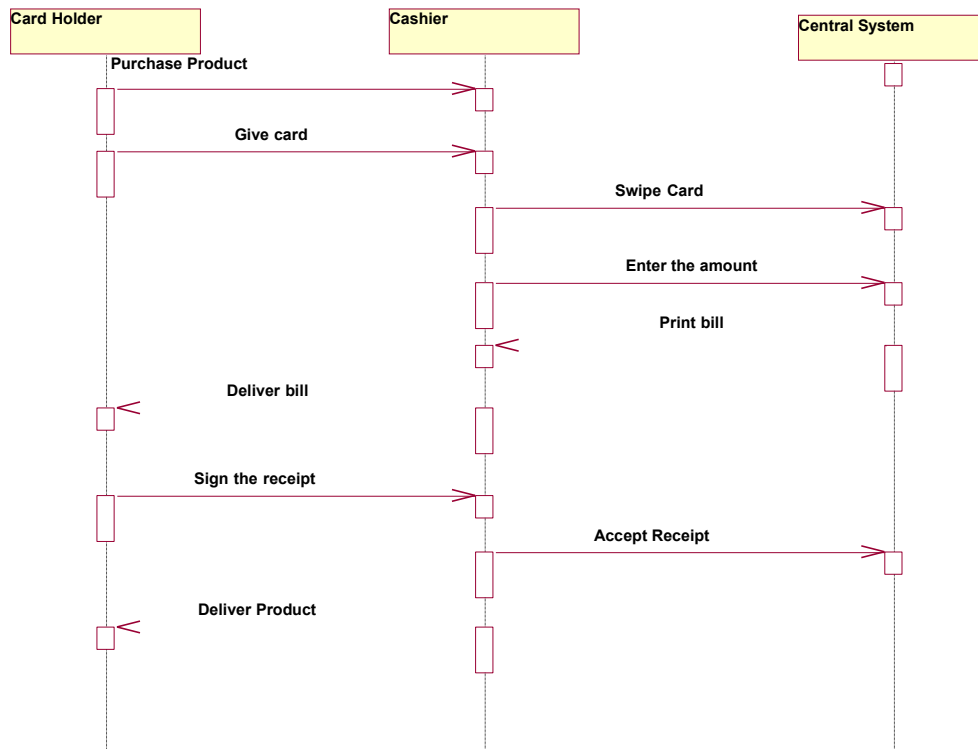 Card Holder
Cashier
Central System
Purchase Product
Give card
Swipe Card
Enter the amount
Print bill
Deliver bill
Sign the receipt
Accept Receipt
Deliver Product